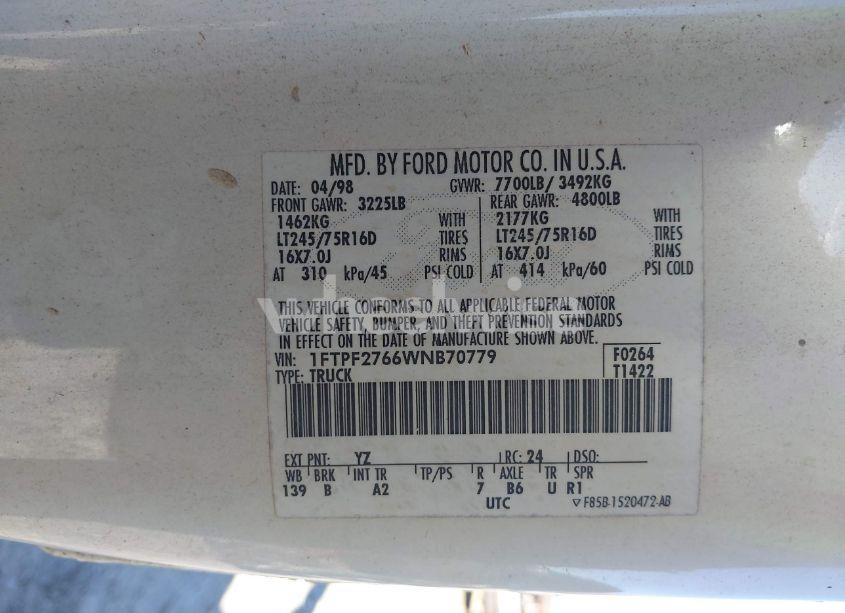 MFD. BY FORD MOTOR CO. IN U.S.A.
DATE: 04/98 GVWR: 7700LB/ 3492KG
FRONT GAWR: 3225LB REAR GAWR: 4800LB
1462KG WITH 2177KG WITH
LT245/75R16D TIRES LT245/75R16D TIRES
16X7.0J RIMS 16X7.0J RIMS
AT 310 kPa/45 PSI COLD AT 414 kPa/60 PSI COLD
THIS VEHICLE CONFORMS TO ALL APPLICABLE FEDERAL MOTOR
VEHICLE SAFETY, BUMPER, AND THEFT PREVENTION STANDARDS
IN EFFECT ON THE DATE OF MANUFACTURE SHOWN ABOVE.
VIN: 1FTPF2766WNB70779 F0264
TYPE: TRUCK T1422
EXT PNT: YZ RC: 24 DSO:
WB BRK INT TR TP/PS R AXLE TR SPR
139 B A2 7 B6 U R1
UTC ▽ F85B-1520472-AB